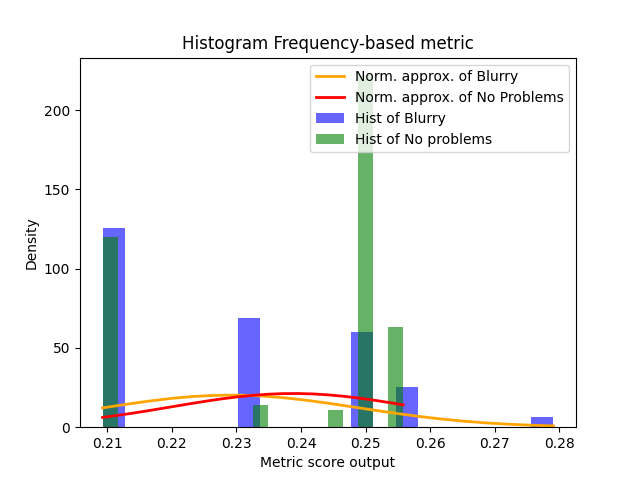 Histogram Frequency-based metric
Norm. approx. of Blurry
Norm. approx. of No Problems
Hist of Blurry
Hist of No problems
Density
200
150
100
50
0
0.21 0.22 0.23 0.24 0.25 0.26 0.27 0.28
Metric score output